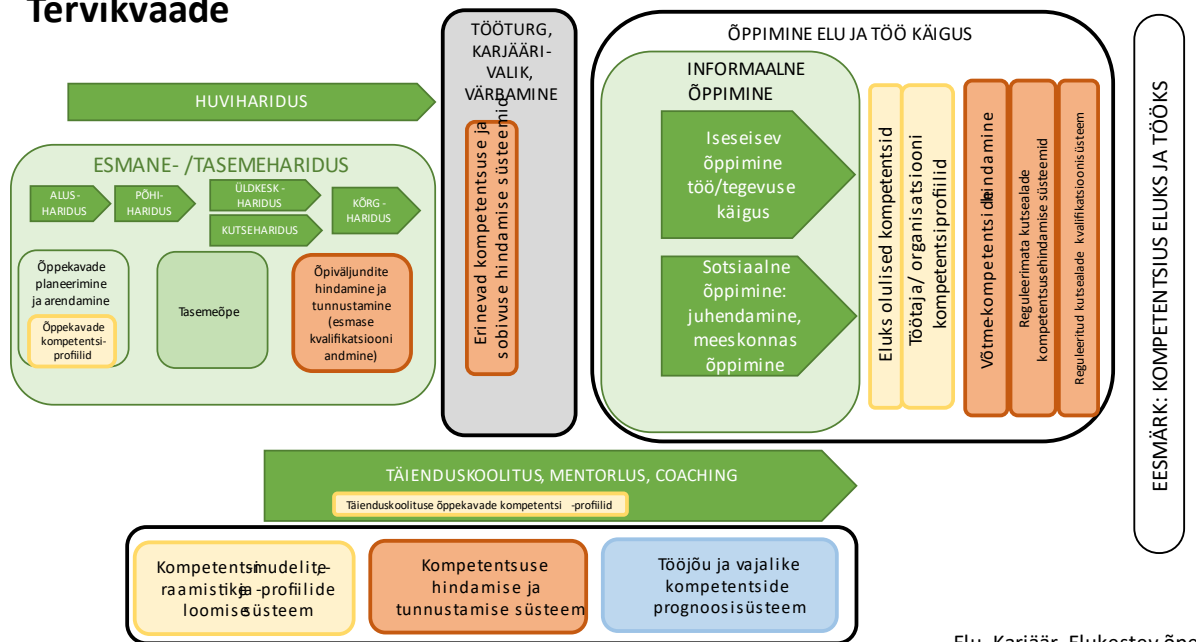 Tervikvaade
HUVIHARIDUS
ESMANE- /TASEMEHARIDUS
ALUS-
HARIDUS
PÕHI-
HARIDUS
ÜLDKESK -
HARIDUS
KUTSEHARIDUS
KÕRG -
HARIDUS
Õppekavade
planeerimine
ja arendamine
Õppekavade
kompetentsi-
profiilid
Tasemeõpe
Õpiväljundite
hindamine ja
tunnustamine
(esmase
kvalifikatsiooni
andmine)
TÖÖTURG,
KARJÄÄRI-
VALIK,
VÄRBAMINE
Erinevad kompetentsuse ja
sobivuse hindamise süsteemid
ÕPPIMINE ELU JA TÖÖ KÄIGUS
INFORMAALNE
ÕPPIMINE
Iseseisev
õppimine
töö/tegevuse
käigus
Sotsiaalne
õppimine:
juhendamine,
meeskonnas
õppimine
Eluks olulised kompetentsid
Töötaja/ organisatsiooni
kompetentsiprofiilid
Võtme-kompetentside hindamine
Reguleerimata kutsealade
kompetentsusehindamise süsteemid
Reguleeritud kutsealade kvalifikatsioonisüsteem
EESMÄRK: KOMPETENTSIUS ELUKS JA TÖÖKS
TÄIENDUSKOOLITUS, MENTORLUS, COACHING
Täienduskoolituse õppekavade kompetentsi -profiilid
Kompetentsi-mudelite,-
raamistike ja -profiilide
loomise süsteem
Kompetentsuse
hindamise ja
tunnustamise süsteem
Tööjõu ja vajalike
kompetentside
prognoosisüsteem